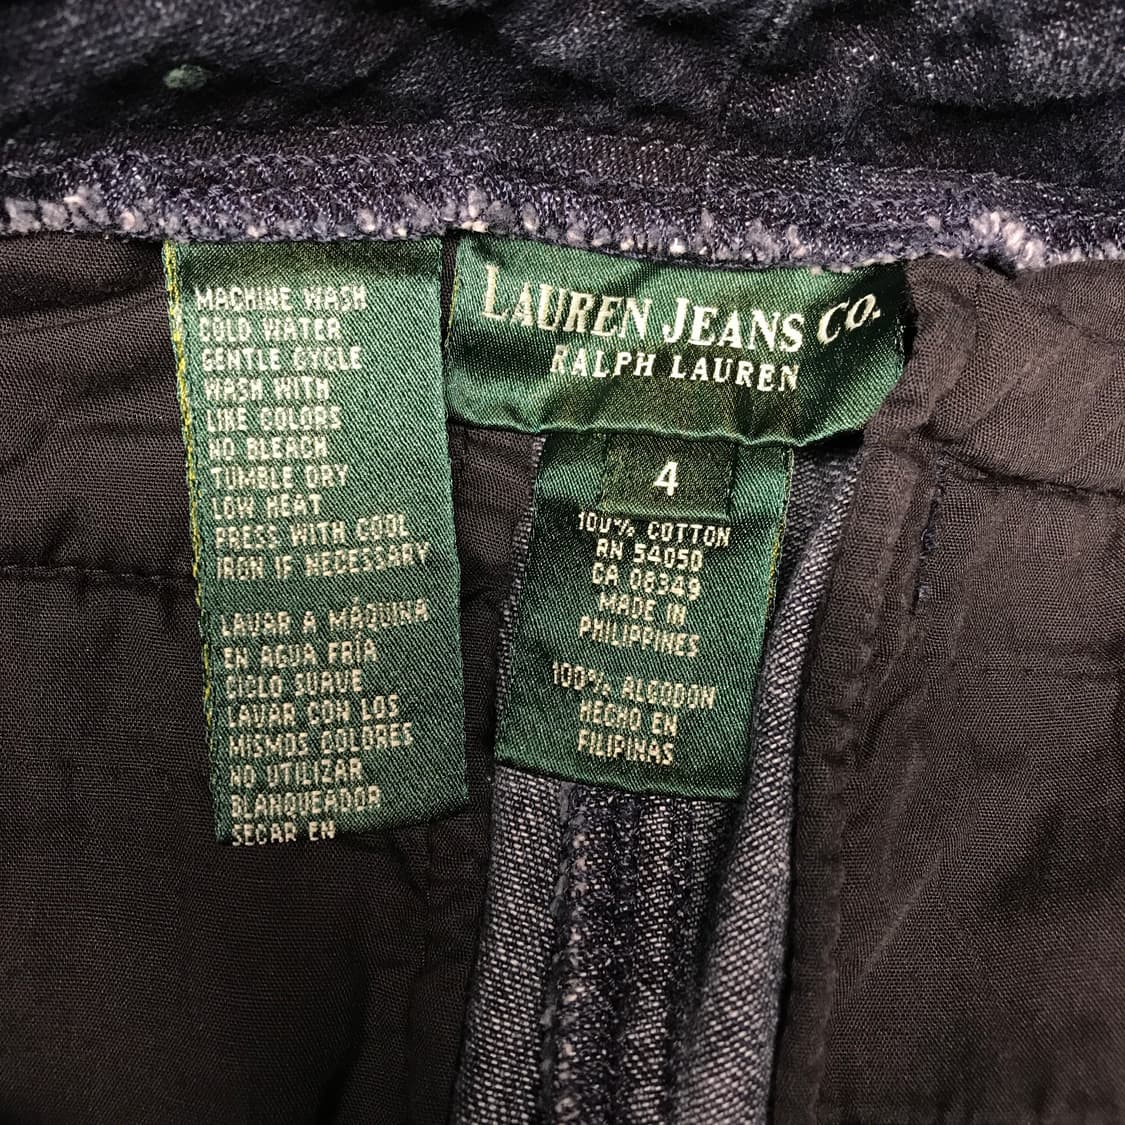 MACHINE WASH
COLD WATER
GENTLE CYCLE
WASH WITH
LIKE COLORS
NO BLEACH
TUMBLE DRY
LOW HEAT
PRESS WITH COOL
IRON IF NECESSARY
LAVAR A MÁQUINA
EN AGUA FRÍA
CICLO SUAVE
LAVAR CON LOS
MISMOS COLORES
NO UTILIZAR
BLANQUEADOR
SECAR EN
LAUREN JEANS CO.
RALPH LAUREN
4
100% COTTON
RN 54050
CA 08349
MADE IN
PHILIPPINES
100% ALGODON
HECHO EN
FILIPINAS